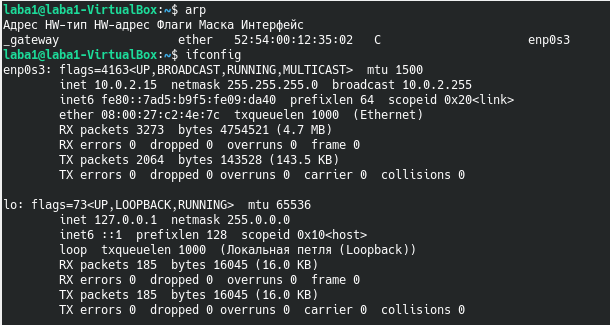 laba1@laba1-VirtualBox:~$ arp
Адрес HW-тип HW-адрес Флаги Маска Интерфейс
_gateway                 ether   52:54:00:12:35:02   C                     enp0s3
laba1@laba1-VirtualBox:~$ ifconfig
enp0s3: flags=4163<UP,BROADCAST,RUNNING,MULTICAST>  mtu 1500
        inet 10.0.2.15  netmask 255.255.255.0  broadcast 10.0.2.255
        inet6 fe80::7ad5:b9f5:fe09:da40  prefixlen 64  scopeid 0x20<link>
        ether 08:00:27:c2:4e:7c  txqueuelen 1000  (Ethernet)
        RX packets 3273  bytes 4754521 (4.7 MB)
        RX errors 0  dropped 0  overruns 0  frame 0
        TX packets 2064  bytes 143528 (143.5 KB)
        TX errors 0  dropped 0 overruns 0  carrier 0  collisions 0

lo: flags=73<UP,LOOPBACK,RUNNING>  mtu 65536
        inet 127.0.0.1  netmask 255.0.0.0
        inet6 ::1  prefixlen 128  scopeid 0x10<host>
        loop  txqueuelen 1000  (Локальная петля (Loopback))
        RX packets 185  bytes 16045 (16.0 KB)
        RX errors 0  dropped 0  overruns 0  frame 0
        TX packets 185  bytes 16045 (16.0 KB)
        TX errors 0  dropped 0 overruns 0  carrier 0  collisions 0